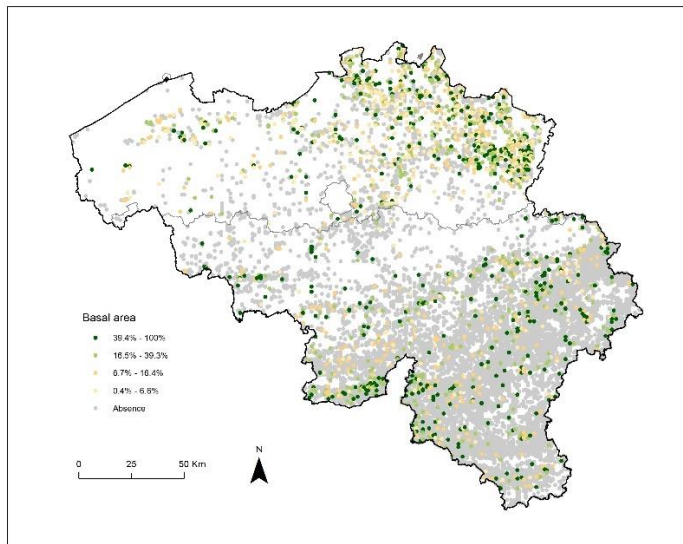 Basal area
39.4% - 100%
16.5% - 39.3%
6.7% - 16.4%
0.4% - 6.6%
Absence
N
0 25 50 Km